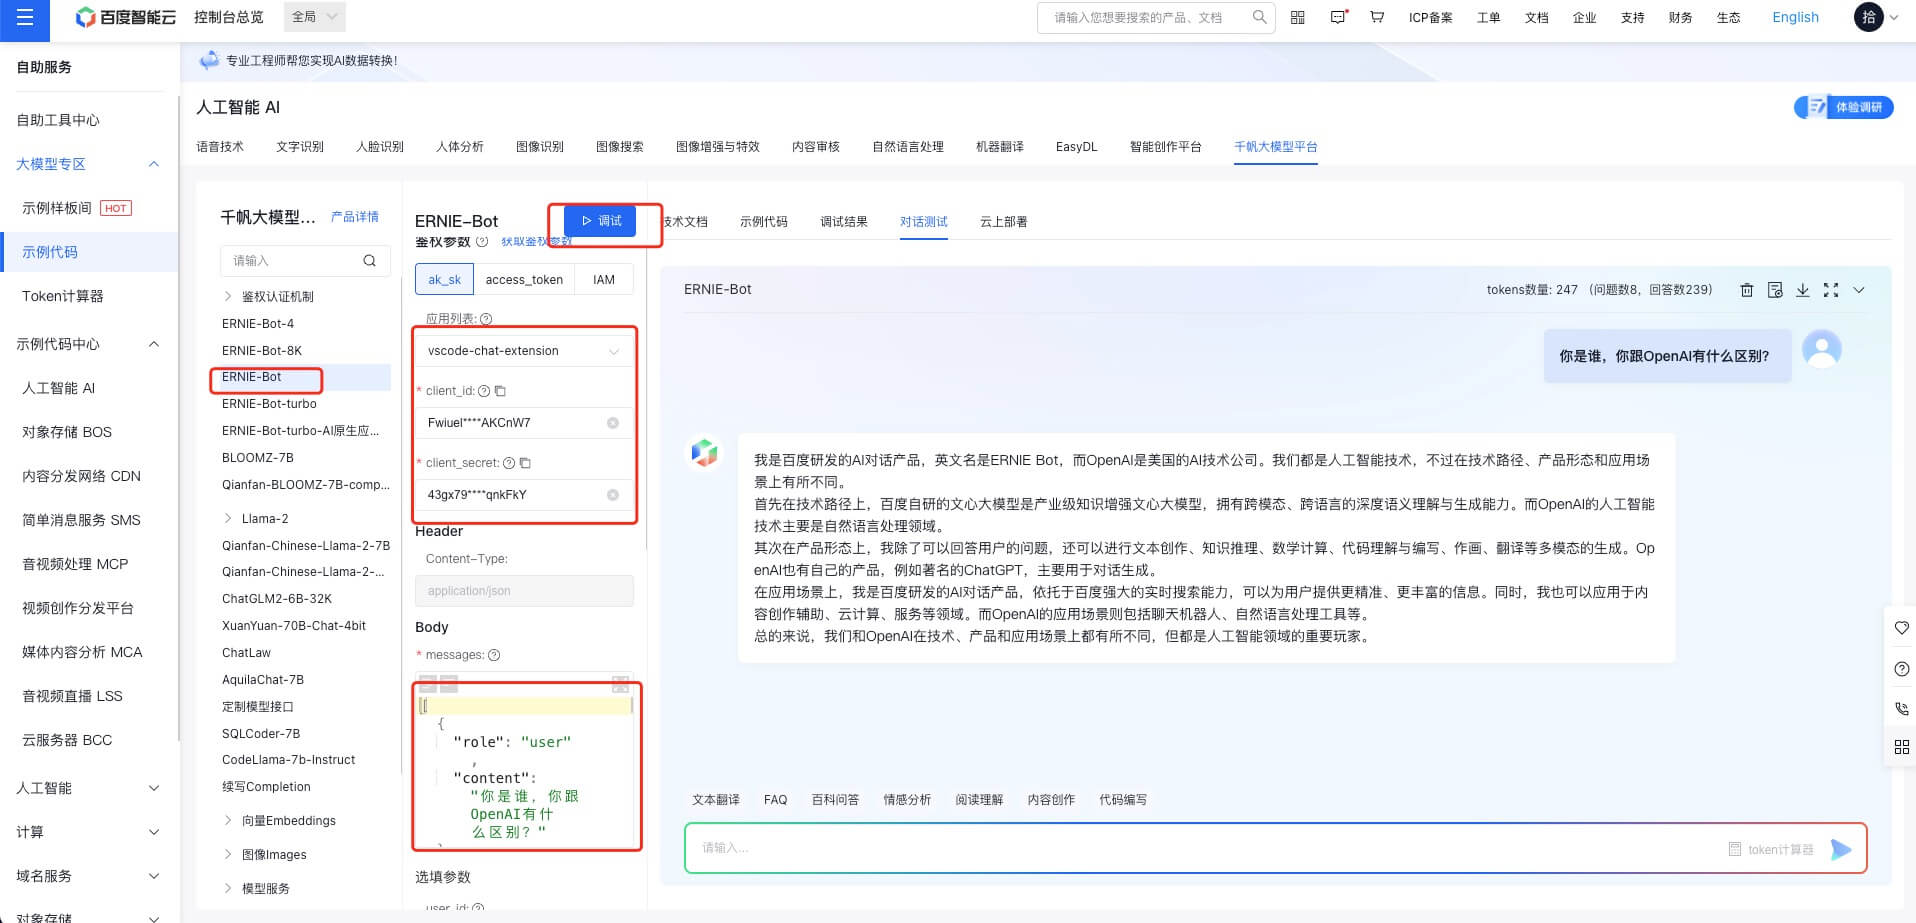 百度智能云
控制台总览
全局
请输入您想要搜索的产品、文档
ICP备案
工单
文档
企业
支持
财务
生态
English
拾
自助服务
自助工具中心
大模型专区
示例样板间 HOT
示例代码
Token计算器
示例代码中心
人工智能 AI
对象存储 BOS
内容分发网络 CDN
简单消息服务 SMS
音视频处理 MCP
视频创作分发平台
媒体内容分析 MCA
音视频直播 LSS
云服务器 BCC
人工智能
计算
域名服务
对象存储
专业工程师帮您实现AI数据转换!
人工智能 AI
体验调研
语音技术
文字识别
人脸识别
人体分析
图像识别
图像搜索
图像增强与特效
内容审核
自然语言处理
机器翻译
EasyDL
智能创作平台
千帆大模型平台
千帆大模型... 产品详情
请输入
鉴权认证机制
ERNIE-Bot-4
ERNIE-Bot-8K
ERNIE-Bot
ERNIE-Bot-turbo
ERNIE-Bot-turbo-AI原生应...
BLOOMZ-7B
Qianfan-BLOOMZ-7B-comp...
Llama-2
Qianfan-Chinese-Llama-2-7B
Qianfan-Chinese-Llama-2-...
ChatGLM2-6B-32K
XuanYuan-70B-Chat-4bit
ChatLaw
AquilaChat-7B
定制模型接口
SQLCoder-7B
CodeLlama-7b-Instruct
续写Completion
向量Embeddings
图像Images
模型服务
ERNIE-Bot
调试
鉴权参数 获取鉴权参数
ak_sk
access_token
IAM
应用列表:
vscode-chat-extension
* client_id:
Fwiuel****AKCnW7
* client_secret:
43gx79****qnkFkY
Header
Content-Type:
application/json
Body
* messages:
[
{
"role": "user"
,
"content":
"你是谁，你跟
OpenAI有什
么区别？"
选填参数
user_id:
技术文档
示例代码
调试结果
对话测试
云上部署
ERNIE-Bot
tokens数量: 247 （问题数8，回答数239）
你是谁，你跟OpenAI有什么区别?
我是百度研发的AI对话产品，英文名是ERNIE Bot，而OpenAI是美国的AI技术公司。我们都是人工智能技术，不过在技术路径、产品形态和应用场
景上有所不同。
首先在技术路径上，百度自研的文心大模型是产业级知识增强文心大模型，拥有跨模态、跨语言的深度语义理解与生成能力。而OpenAI的人工智能
技术主要是自然语言处理领域。
其次在产品形态上，我除了可以回答用户的问题，还可以进行文本创作、知识推理、数学计算、代码理解与编写、作画、翻译等多模态的生成。Op
enAI也有自己的产品，例如著名的ChatGPT，主要用于对话生成。
在应用场景上，我是百度研发的AI对话产品，依托于百度强大的实时搜索能力，可以为用户提供更精准、更丰富的信息。同时，我也可以应用于内
容创作辅助、云计算、服务等领域。而OpenAI的应用场景则包括聊天机器人、自然语言处理工具等。
总的来说，我们和OpenAI在技术、产品和应用场景上都有所不同，但都是人工智能领域的重要玩家。
文本翻译
FAQ
百科问答
情感分析
阅读理解
内容创作
代码编写
请输入...
token计算器